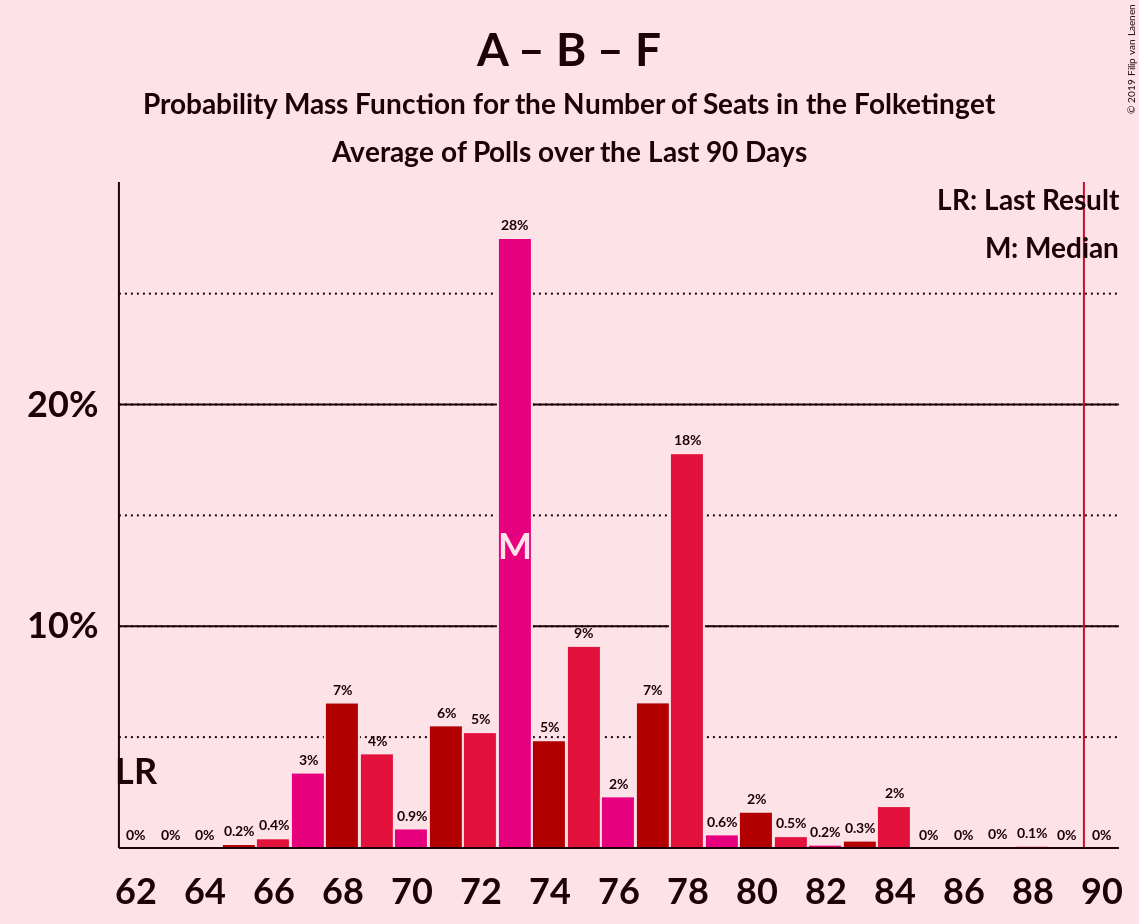 A – B – F
Probability Mass Function for the Number of Seats in the Folketinget
Average of Polls over the Last 90 Days
© 2019 Filip van Laenen
LR: Last Result
M: Median
20%
10%
LR
M
0% 0% 0% 0.2% 0.4% 3% 7% 4% 0.9% 6% 5% 28% 5% 9% 2% 7% 18% 0.6% 2% 0.5% 0.2% 0.3% 2% 0% 0% 0% 0.1% 0% 0%
62 64 66 68 70 72 74 76 78 80 82 84 86 88 90